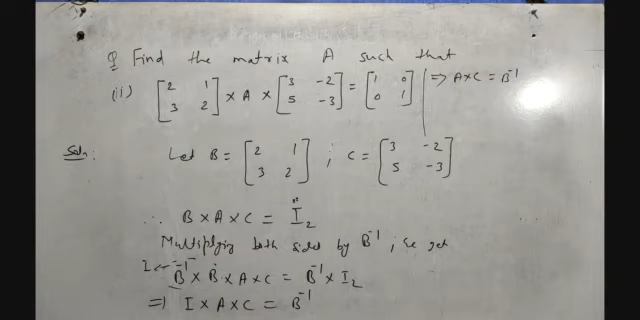 Q Find the matrix A such that
(ii) [2 1 3 2] × A × [3 -2 5 -3] = [1 0 0 1] ⇒ A×C = B⁻¹
Soln: Let B = [2 1 3 2] ; C = [3 -2 5 -3]
∴ B × A × C = I₂
Multiplying both sides by B⁻¹, we get
I ← B⁻¹ × B × A × C = B⁻¹ × I₂
⇒ I × A × C = B⁻¹